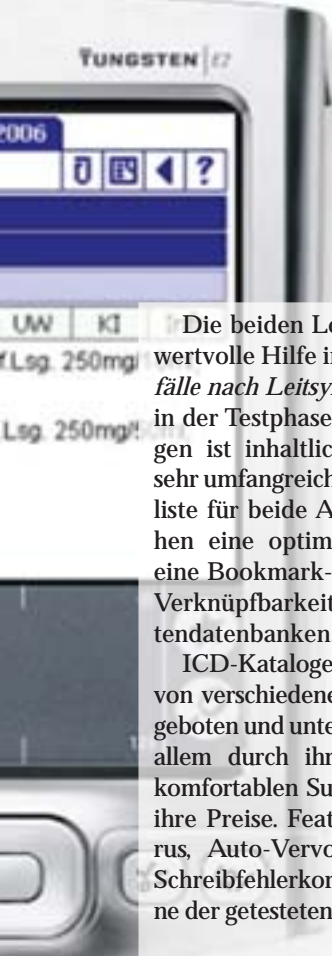 TUNGSTEN E2
2006
?
UW KI
f.Lsg. 250mg/
Lsg. 250mg/5
Die beiden Le
wertvolle Hilfe in
fälle nach Leitsy
in der Testphase
gen ist inhaltlic
sehr umfangreich
liste für beide A
hen eine optim
eine Bookmark-
Verknüpfbarkeit
tendatenbanken
ICD-Kataloge
von verschiedene
geboten und unte
allem durch ihr
komfortablen Su
ihre Preise. Feat
rus, Auto-Vervo
Schreibfehlerkor
ne der getesteten